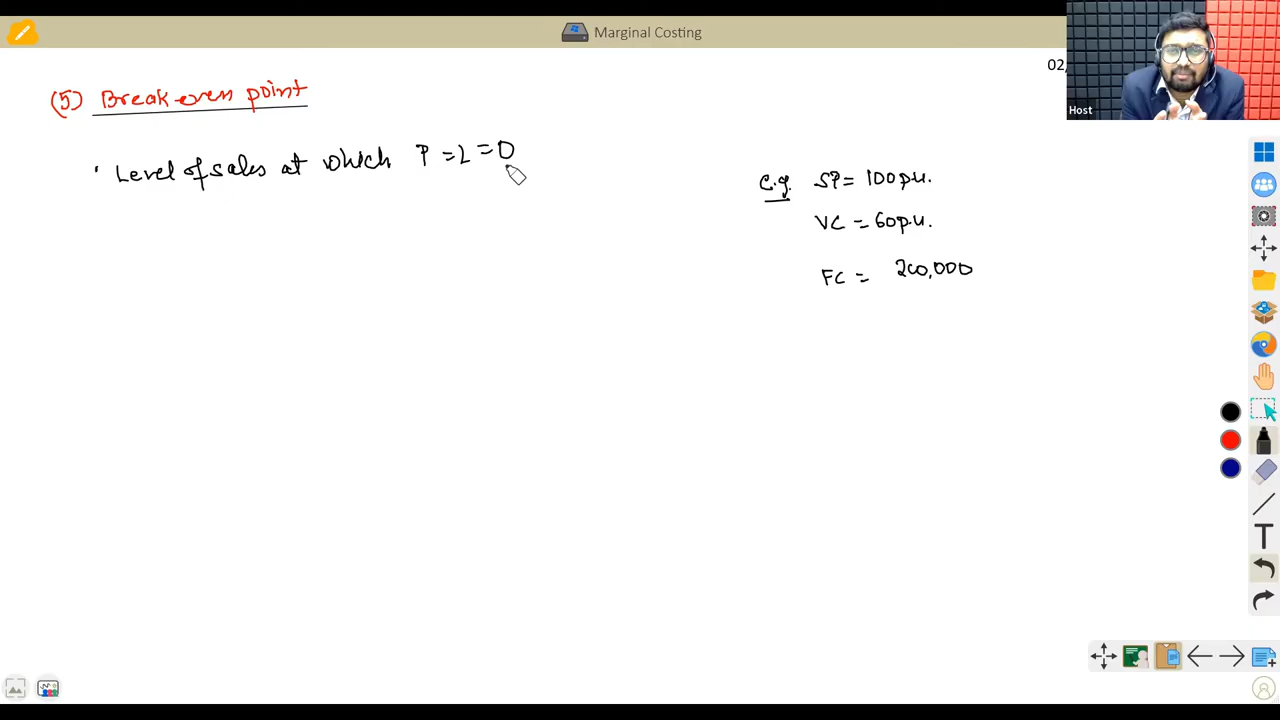 Marginal Costing
02/
Host
(5) Break even point
· Level of sales at which P = L = 0
e.g. SP = 100 p.u.
VC = 60 p.u.
FC = 200,000
T